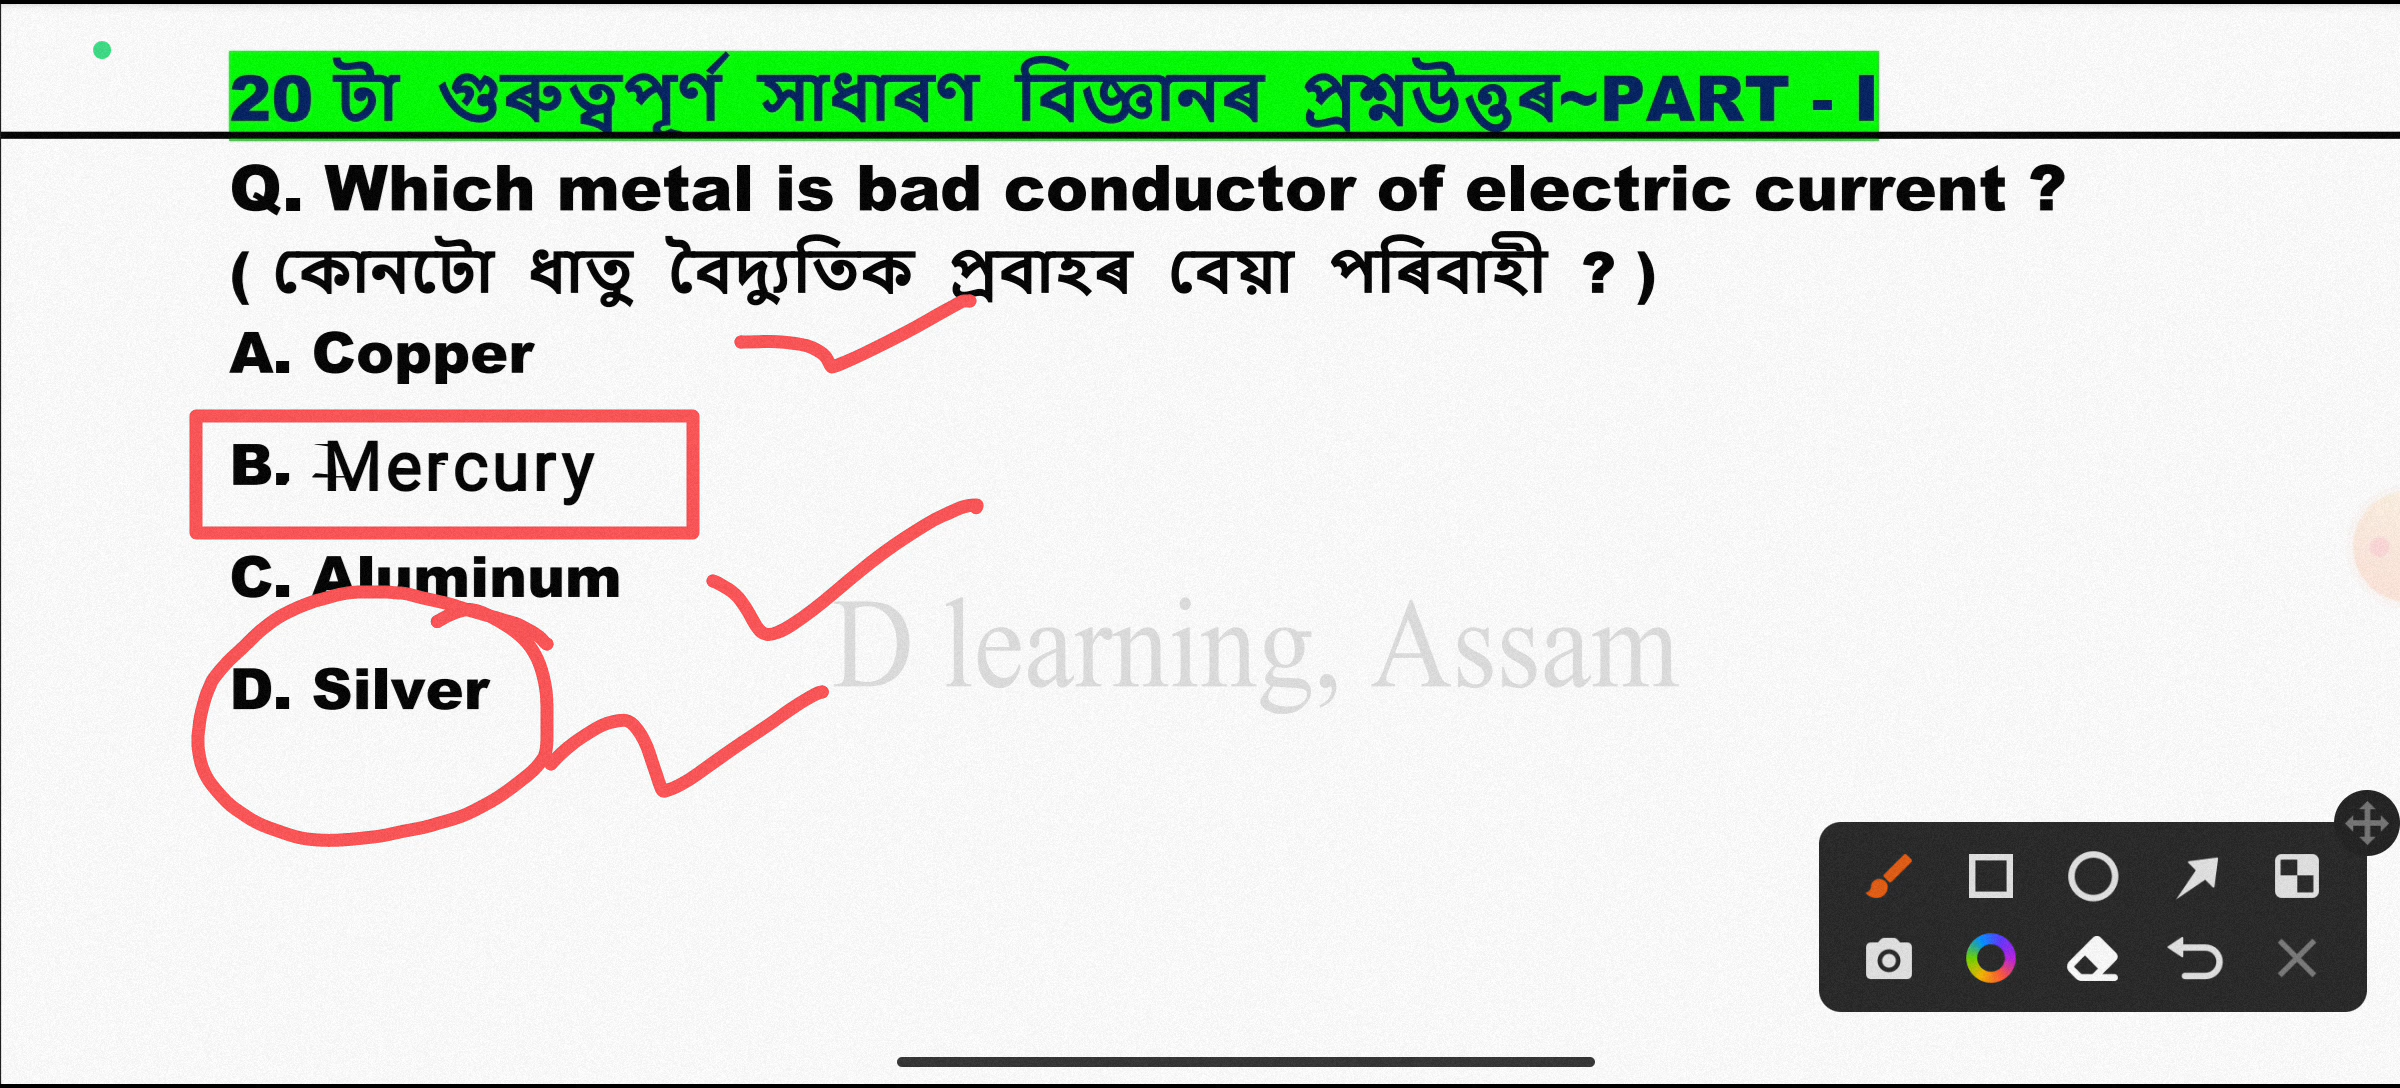 20 টা গুৰুত্বপূৰ্ণ সাধাৰণ বিজ্ঞানৰ প্ৰশ্নউত্তৰ~PART - I
Q. Which metal is bad conductor of electric current ?
( কোনটো ধাতু বৈদ্যুতিক প্ৰবাহৰ বেয়া পৰিবাহী ? )
A. Copper
B. Mercury
C. Aluminum
D learning, Assam
D. Silver